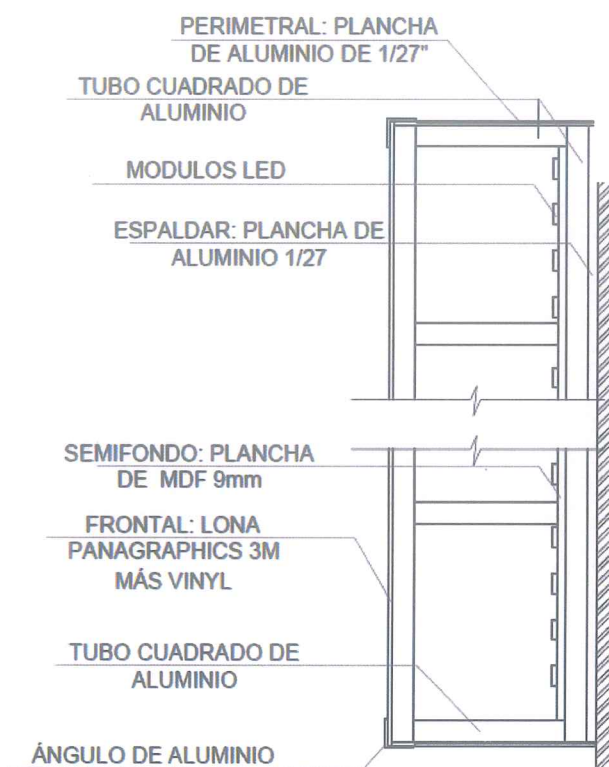 PERIMETRAL: PLANCHA
DE ALUMINIO DE 1/27"
TUBO CUADRADO DE
ALUMINIO
MODULOS LED
ESPALDAR: PLANCHA DE
ALUMINIO 1/27
SEMIFONDO: PLANCHA
DE MDF 9mm
FRONTAL: LONA
PANAGRAPHICS 3M
MÁS VINYL
TUBO CUADRADO DE
ALUMINIO
ÁNGULO DE ALUMINIO